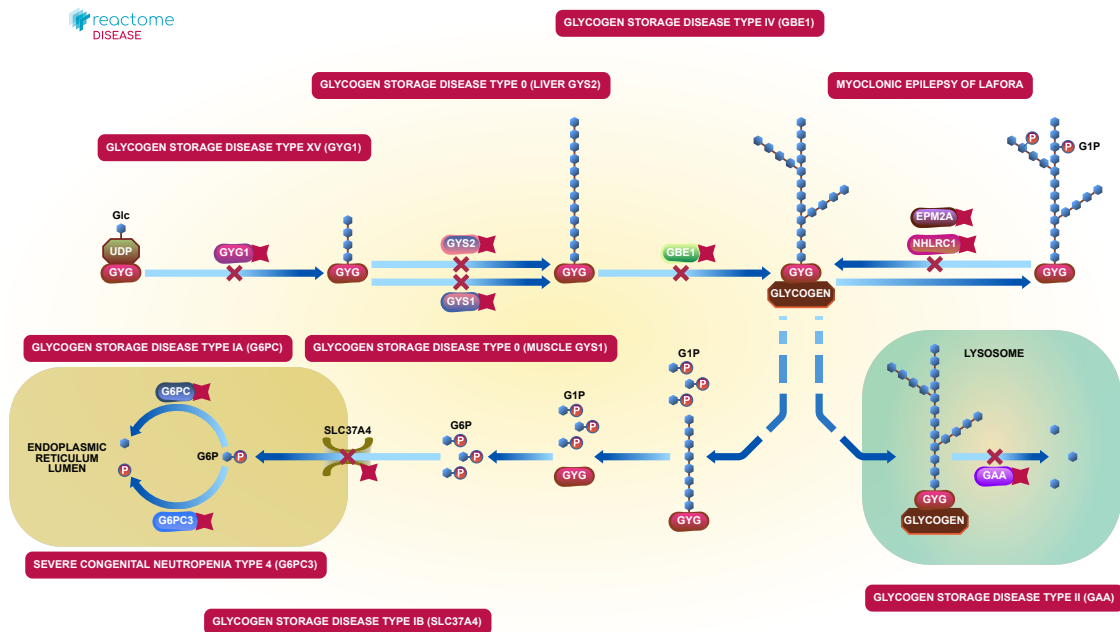 reactome
DISEASE
GLYCOGEN STORAGE DISEASE TYPE IV (GBE1)
GLYCOGEN STORAGE DISEASE TYPE 0 (LIVER GYS2)
MYOCLONIC EPILEPSY OF LAFORA
GLYCOGEN STORAGE DISEASE TYPE XV (GYG1)
P
P
G1P
Glc
UDP
GYG
GYG1
GYG
GYS2
GYS1
GYG
GBE1
GYG
GLYCOGEN
EPM2A
NHLRC1
GYG
GLYCOGEN STORAGE DISEASE TYPE IA (G6PC)
GLYCOGEN STORAGE DISEASE TYPE 0 (MUSCLE GYS1)
ENDOPLASMIC
RETICULUM
LUMEN
G6PC
P
G6P
P
G6PC3
SLC37A4
G6P
P
P
P
G1P
P
P
P
GYG
G1P
P
P
P
GYG
LYSOSOME
GYG
GLYCOGEN
GAA
SEVERE CONGENITAL NEUTROPENIA TYPE 4 (G6PC3)
GLYCOGEN STORAGE DISEASE TYPE II (GAA)
GLYCOGEN STORAGE DISEASE TYPE IB (SLC37A4)